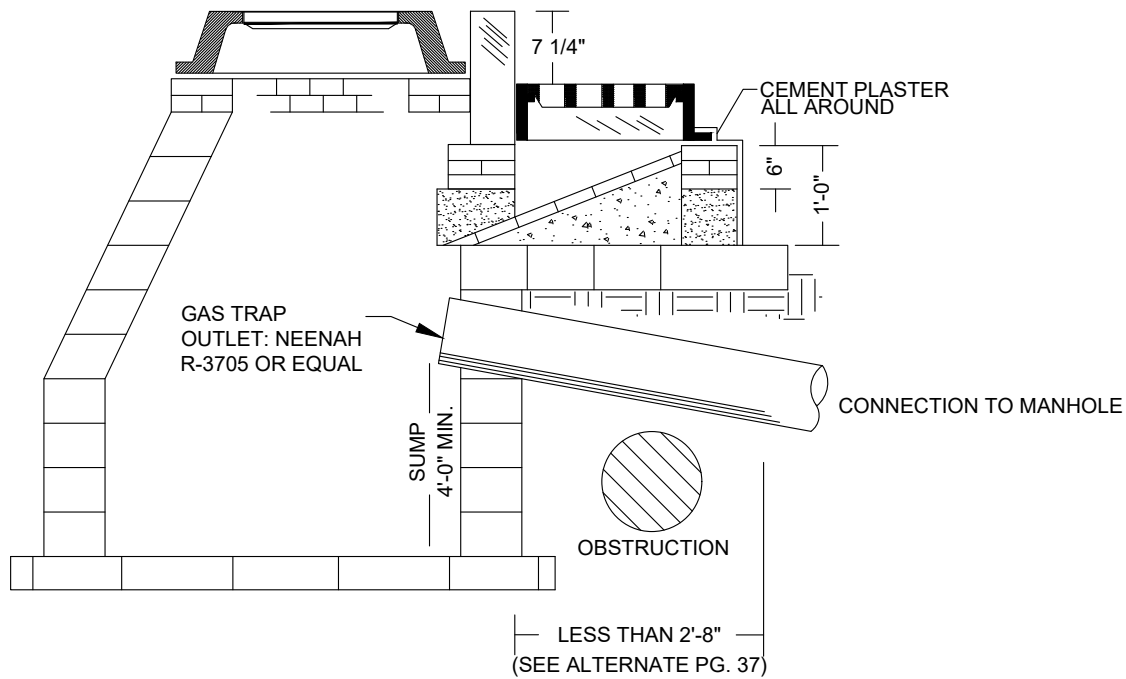 7 1/4"
CEMENT PLASTER
ALL AROUND
6"
1'-0"
GAS TRAP
OUTLET: NEENAH
R-3705 OR EQUAL
CONNECTION TO MANHOLE
SUMP
4'-0" MIN.
OBSTRUCTION
LESS THAN 2'-8"
(SEE ALTERNATE PG. 37)